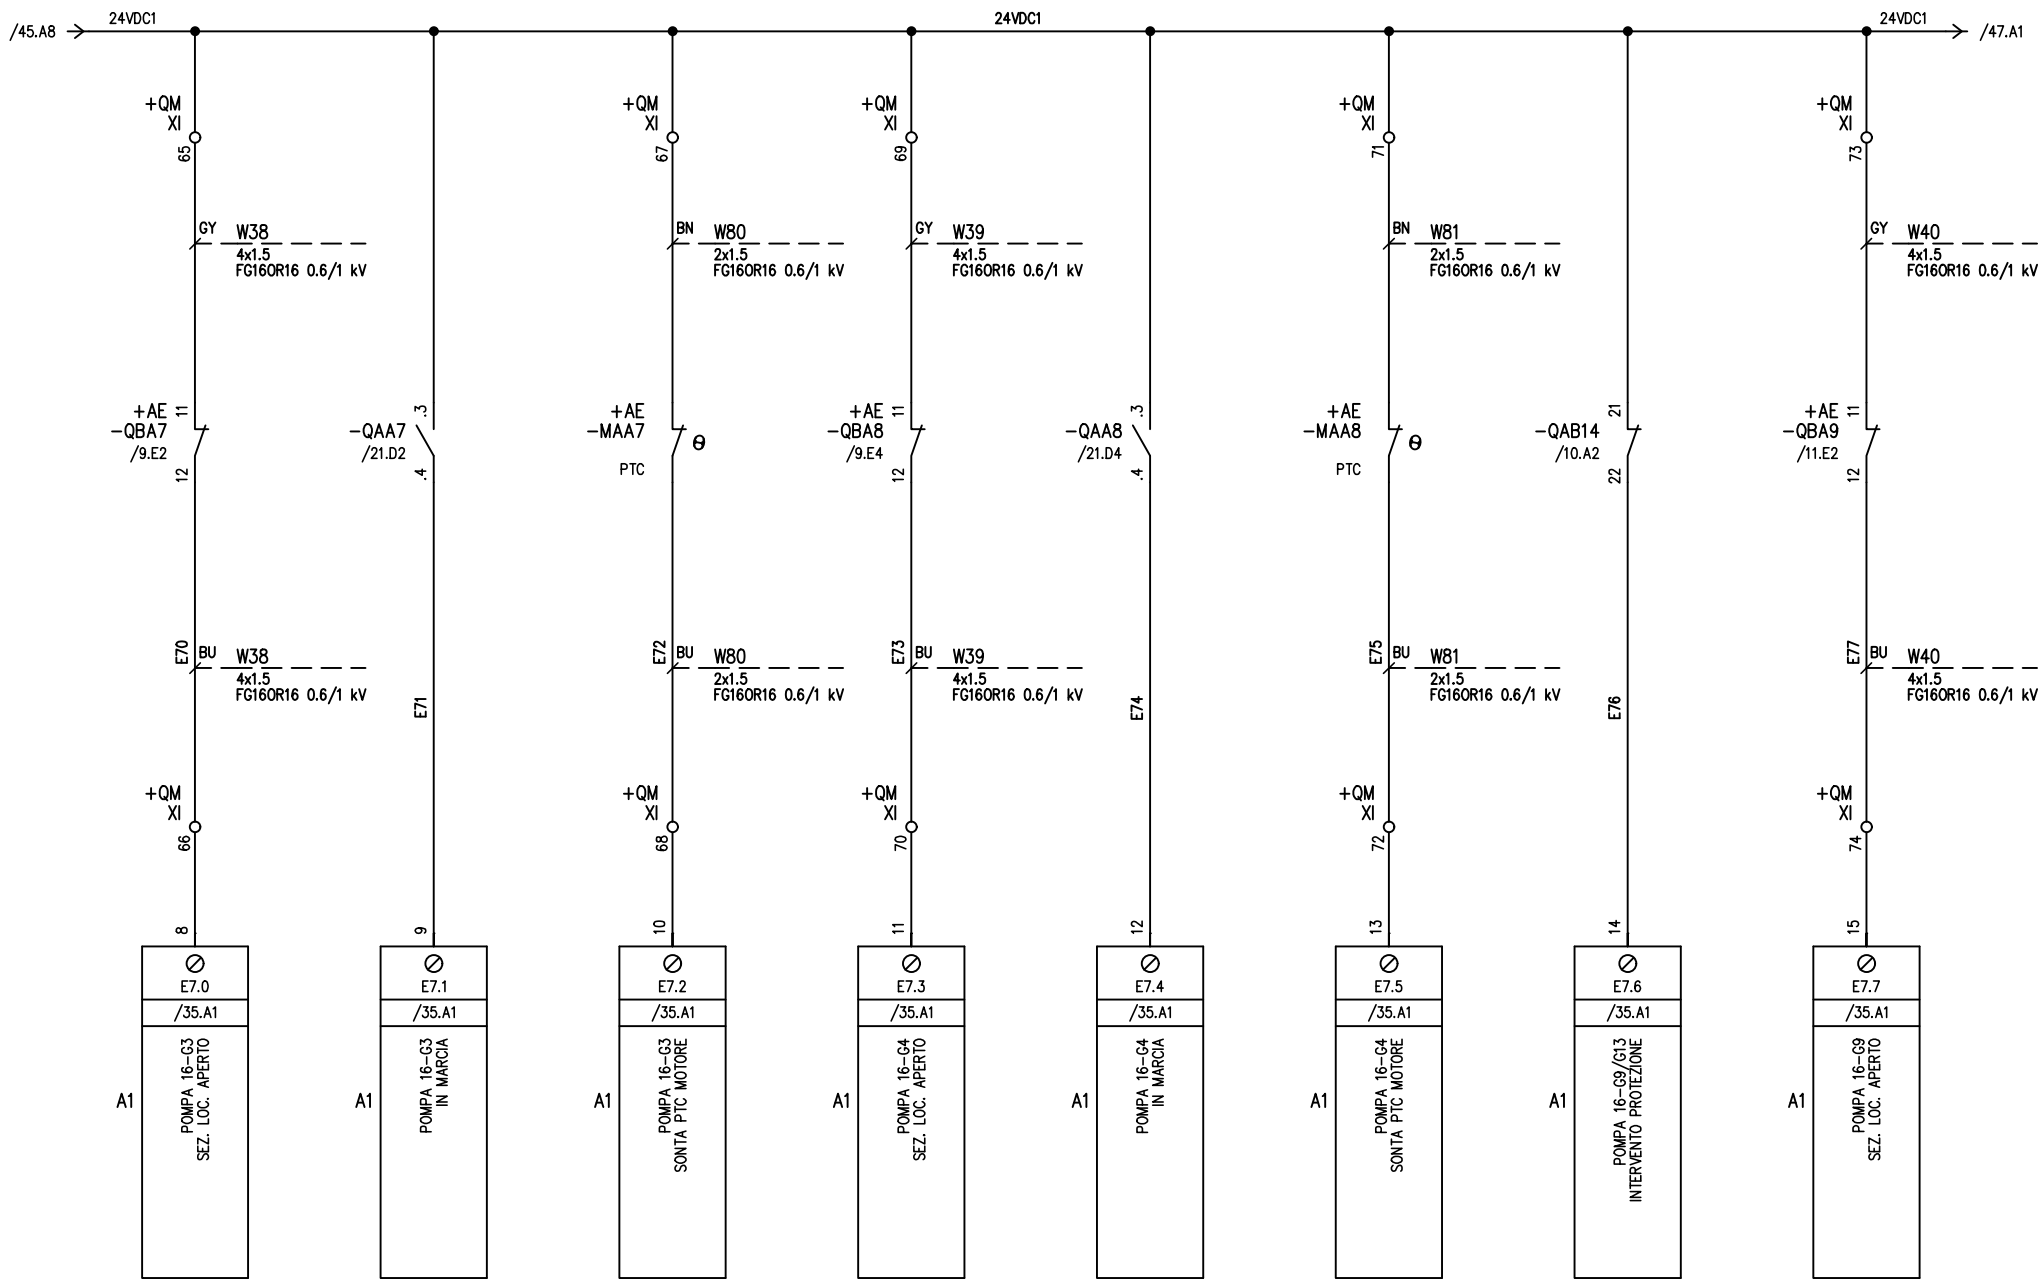 /45.A8
24VDC1
24VDC1
24VDC1
/47.A1
+QM
XI
65
+QM
XI
67
+QM
XI
69
+QM
XI
71
+QM
XI
73
GY W38
4x1.5
FG16OR16 0.6/1 kV
BN W80
2x1.5
FG16OR16 0.6/1 kV
GY W39
4x1.5
FG16OR16 0.6/1 kV
BN W81
2x1.5
FG16OR16 0.6/1 kV
GY W40
4x1.5
FG16OR16 0.6/1 kV
+AE 11
-QBA7
/9.E2
12
.3
-QAA7
/21.D2
.4
+AE
-MAA7 Θ
PTC
+AE 11
-QBA8
/9.E4
12
.3
-QAA8
/21.D4
.4
+AE
-MAA8 Θ
PTC
21
-QAB14
/10.A2
22
+AE 11
-QBA9
/11.E2
12
E70 BU W38
4x1.5
FG16OR16 0.6/1 kV
E71
E72 BU W80
2x1.5
FG16OR16 0.6/1 kV
E73 BU W39
4x1.5
FG16OR16 0.6/1 kV
E74
E75 BU W81
2x1.5
FG16OR16 0.6/1 kV
E76
E77 BU W40
4x1.5
FG16OR16 0.6/1 kV
+QM
XI
66
+QM
XI
68
+QM
XI
70
+QM
XI
72
+QM
XI
74
8
E7.0
/35.A1
A1
POMPA 16-G3
SEZ. LOC. APERTO
9
E7.1
/35.A1
A1
POMPA 16-G3
IN MARCIA
10
E7.2
/35.A1
A1
POMPA 16-G3
SONTA PTC MOTORE
11
E7.3
/35.A1
A1
POMPA 16-G4
SEZ. LOC. APERTO
12
E7.4
/35.A1
A1
POMPA 16-G4
IN MARCIA
13
E7.5
/35.A1
A1
POMPA 16-G4
SONTA PTC MOTORE
14
E7.6
/35.A1
A1
POMPA 16-G9/G13
INTERVENTO PROTEZIONE
15
E7.7
/35.A1
A1
POMPA 16-G9
SEZ. LOC. APERTO